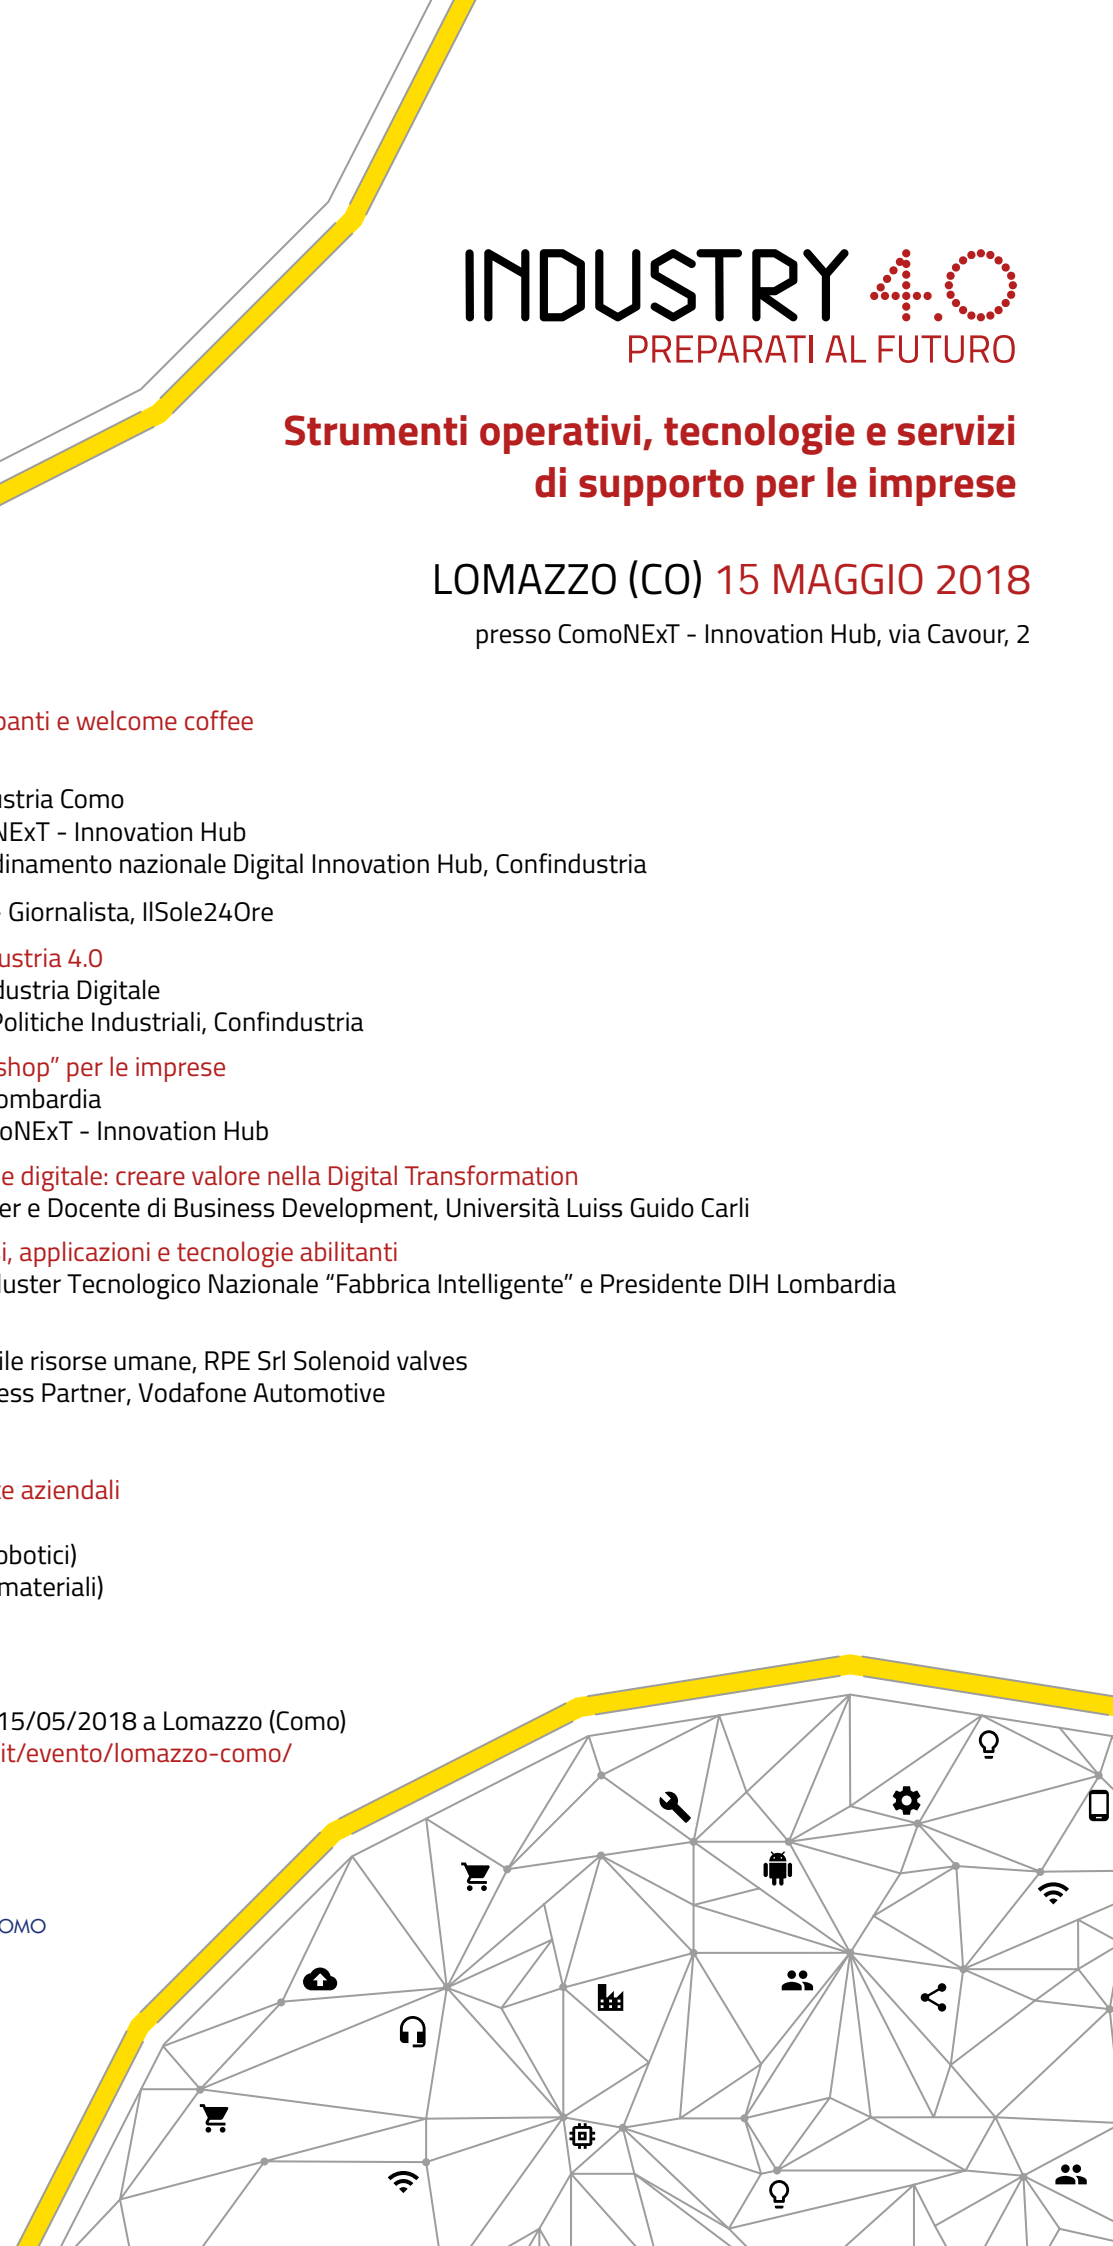 INDUSTRY 4.0
PREPARATI AL FUTURO
Strumenti operativi, tecnologie e servizi
di supporto per le imprese
LOMAZZO (CO) 15 MAGGIO 2018
presso ComoNExT - Innovation Hub, via Cavour, 2
panti e welcome coffee
ustria Como
NExT - Innovation Hub
dinamento nazionale Digital Innovation Hub, Confindustria
- Giornalista, IlSole24Ore
ustria 4.0
dustria Digitale
Politiche Industriali, Confindustria
shop” per le imprese
ombardia
oNExT - Innovation Hub
e digitale: creare valore nella Digital Transformation
er e Docente di Business Development, Università Luiss Guido Carli
i, applicazioni e tecnologie abilitanti
luster Tecnologico Nazionale “Fabbrica Intelligente” e Presidente DIH Lombardia
ile risorse umane, RPE Srl Solenoid valves
ess Partner, Vodafone Automotive
te aziendali
obotici)
materiali)
15/05/2018 a Lomazzo (Como)
it/evento/lomazzo-como/
OMO